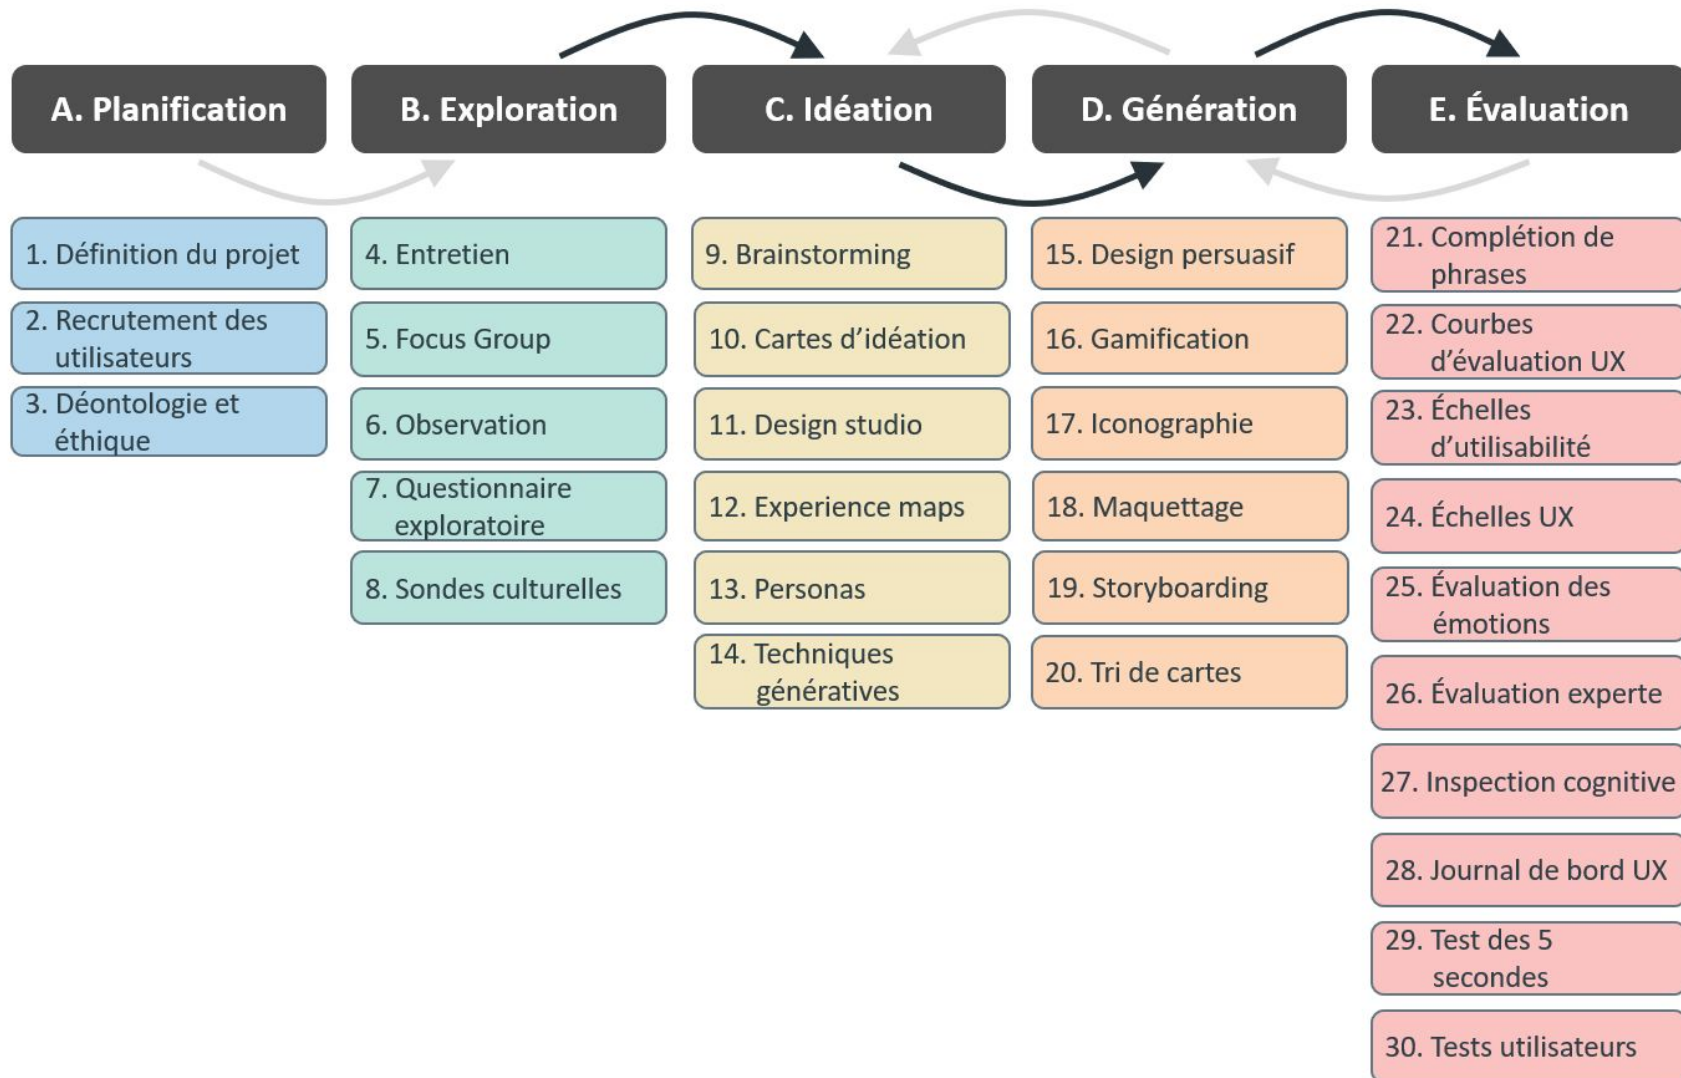 A. Planification
B. Exploration
C. Idéation
D. Génération
E. Évaluation
1. Définition du projet
2. Recrutement des
utilisateurs
3. Déontologie et
éthique
4. Entretien
5. Focus Group
6. Observation
7. Questionnaire
exploratoire
8. Sondes culturelles
9. Brainstorming
10. Cartes d’idéation
11. Design studio
12. Experience maps
13. Personas
14. Techniques
génératives
15. Design persuasif
16. Gamification
17. Iconographie
18. Maquettage
19. Storyboarding
20. Tri de cartes
21. Complétion de
phrases
22. Courbes
d’évaluation UX
23. Échelles
d’utilisabilité
24. Échelles UX
25. Évaluation des
émotions
26. Évaluation experte
27. Inspection cognitive
28. Journal de bord UX
29. Test des 5
secondes
30. Tests utilisateurs